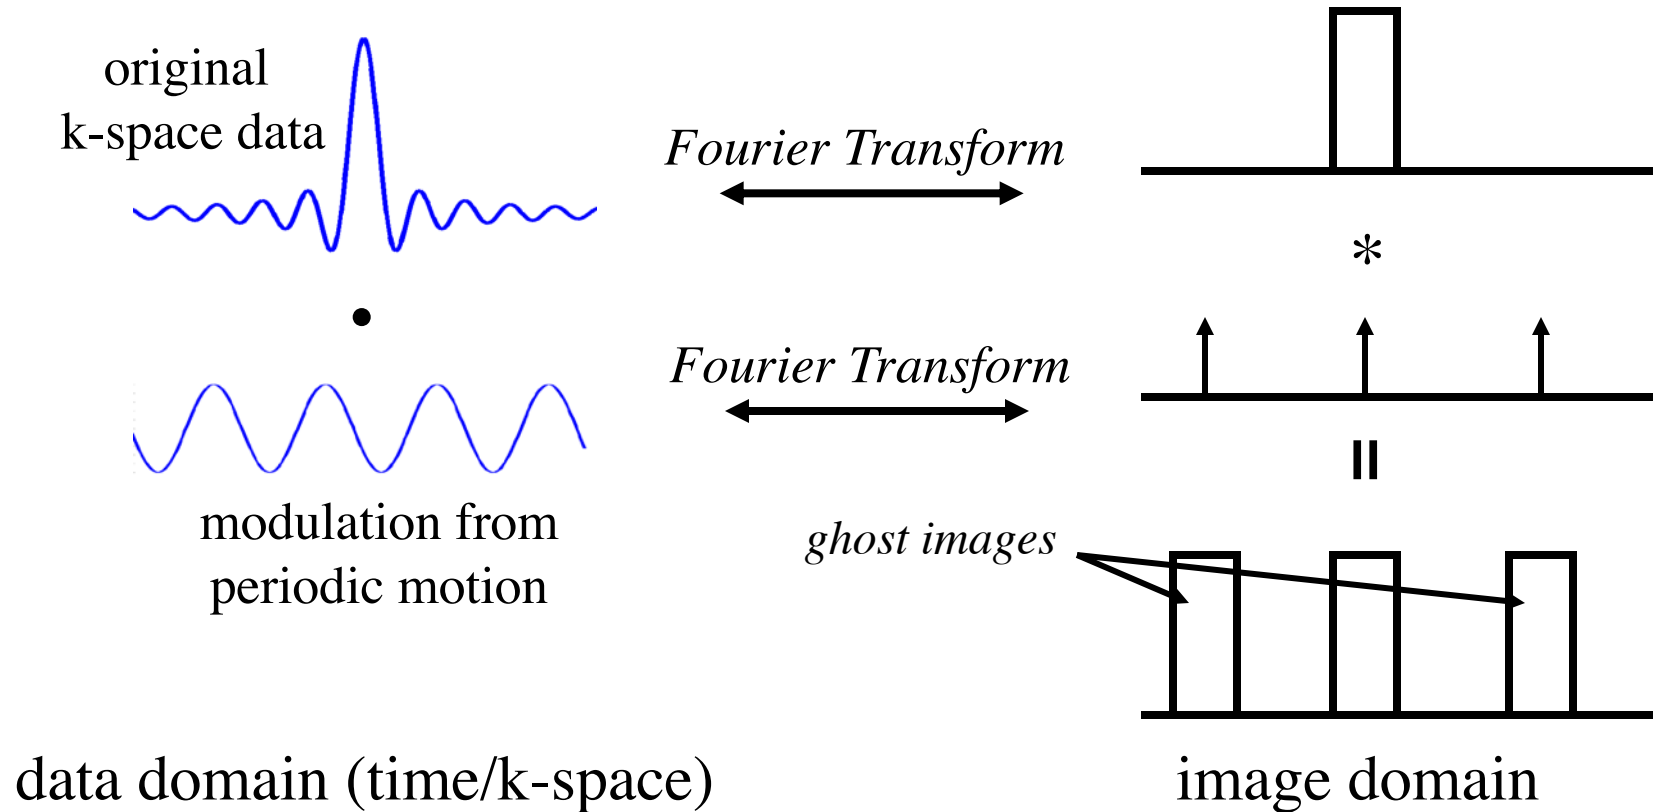 original
k-space data
Fourier Transform
*
•
Fourier Transform
=
modulation from
periodic motion
ghost images
data domain (time/k-space)
image domain